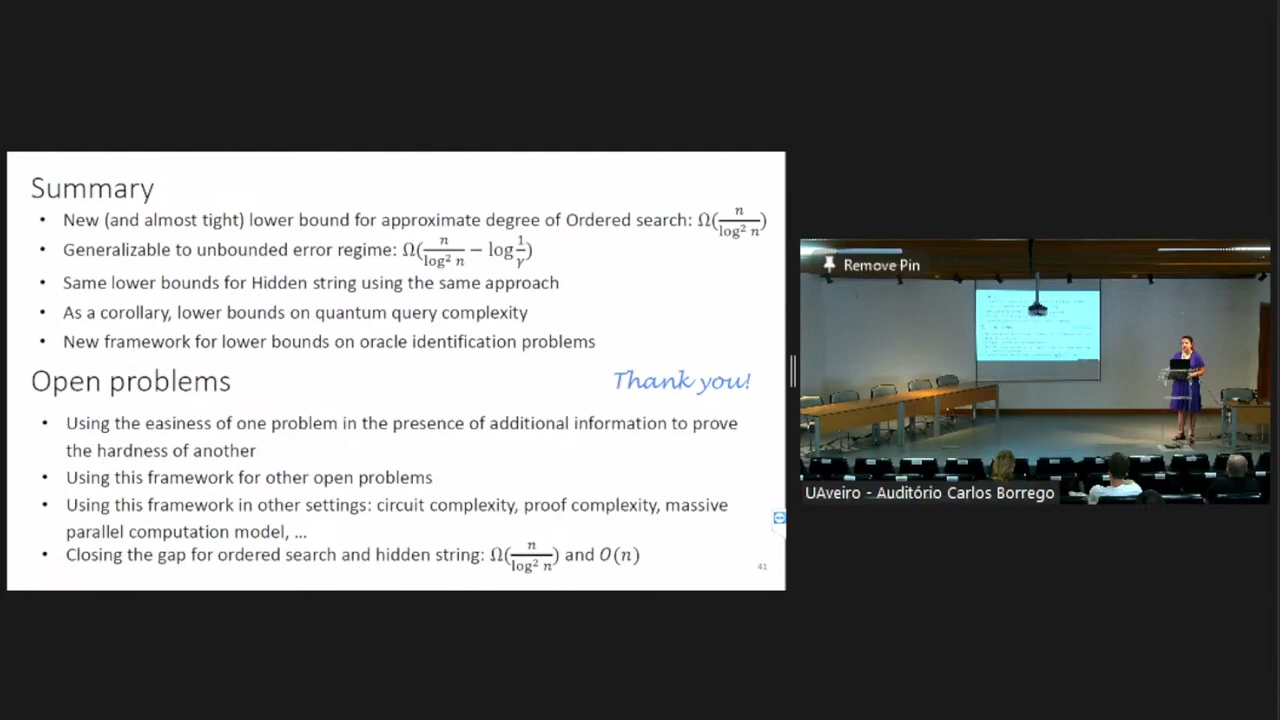 Summary
• New (and almost tight) lower bound for approximate degree of Ordered search: Ω(n/log² n)
• Generalizable to unbounded error regime: Ω(n/log² n − log 1/γ)
• Same lower bounds for Hidden string using the same approach
• As a corollary, lower bounds on quantum query complexity
• New framework for lower bounds on oracle identification problems
Open problems
Thank you!
• Using the easiness of one problem in the presence of additional information to prove
the hardness of another
• Using this framework for other open problems
• Using this framework in other settings: circuit complexity, proof complexity, massive
parallel computation model, ...
• Closing the gap for ordered search and hidden string: Ω(n/log² n) and O(n)
41
Remove Pin
UAveiro - Auditório Carlos Borrego